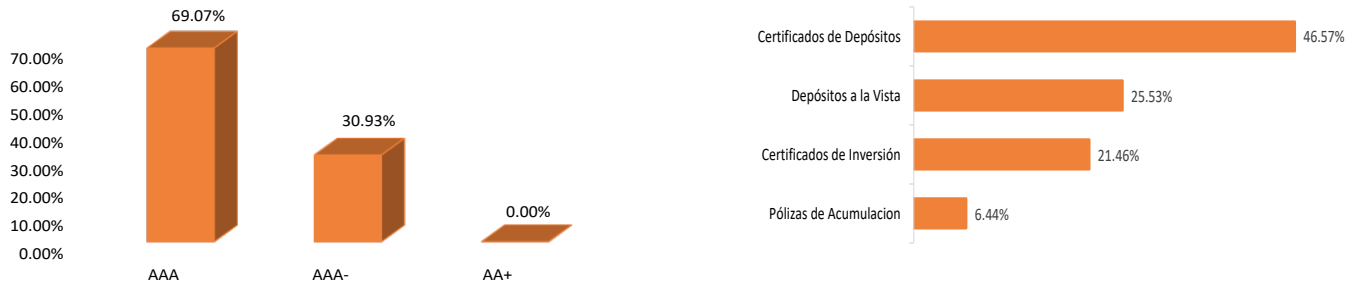 69.07%
70.00%
60.00%
50.00%
40.00%
30.00%
20.00%
10.00%
0.00%
30.93%
0.00%
AAA
AAA-
AA+
Certificados de Depósitos
46.57%
Depósitos a la Vista
25.53%
Certificados de Inversión
21.46%
Pólizas de Acumulacion
6.44%